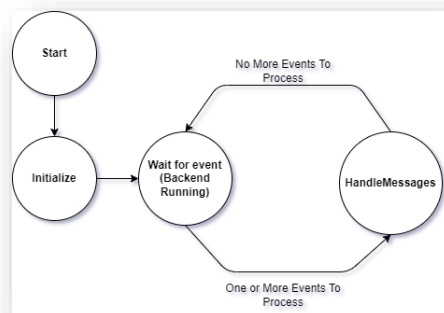 Start
No More Events To
Process
Initialize
Wait for event
(Backend
Running)
HandleMessages
One or More Events To
Process